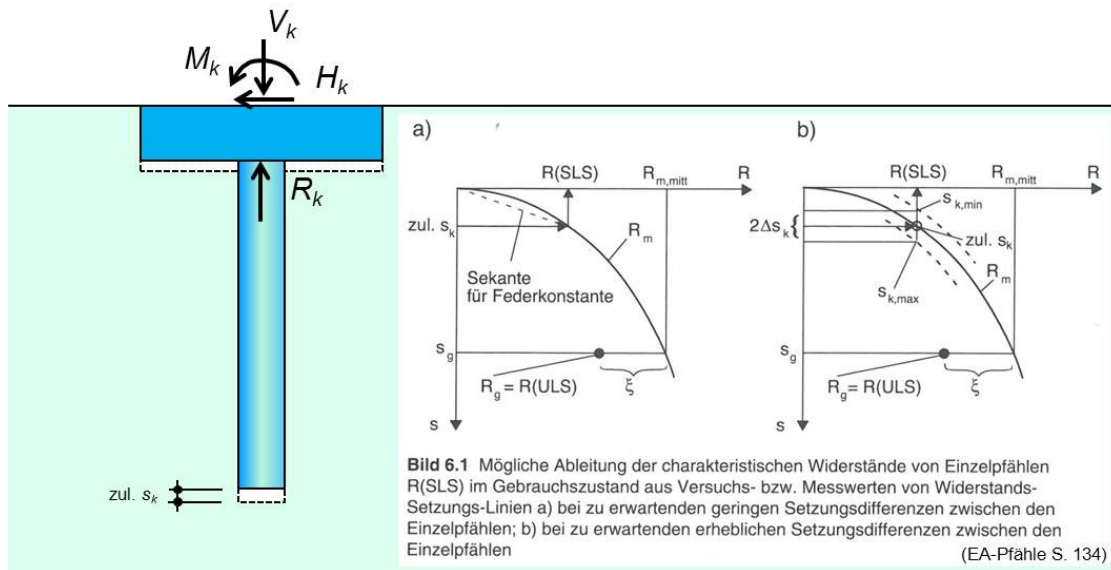 V_k
M_k
H_k
R_k
zul. s_k
a)
R(SLS)
R_m,mitt
R
zul. s_k
R_m
Sekante
für Federkonstante
s_g
R_g = R(ULS)
ξ
s
b)
R(SLS)
R_m,mitt
R
s_k,min
2Δs_k {
zul. s_k
R_m
s_k,max
s_g
R_g = R(ULS)
ξ
s
Bild 6.1 Mögliche Ableitung der charakteristischen Widerstände von Einzelpfählen
R(SLS) im Gebrauchszustand aus Versuchs- bzw. Messwerten von Widerstands-
Setzungs-Linien a) bei zu erwartenden geringen Setzungsdifferenzen zwischen den
Einzelpfählen; b) bei zu erwartenden erheblichen Setzungsdifferenzen zwischen den
Einzelpfählen
(EA-Pfähle S. 134)